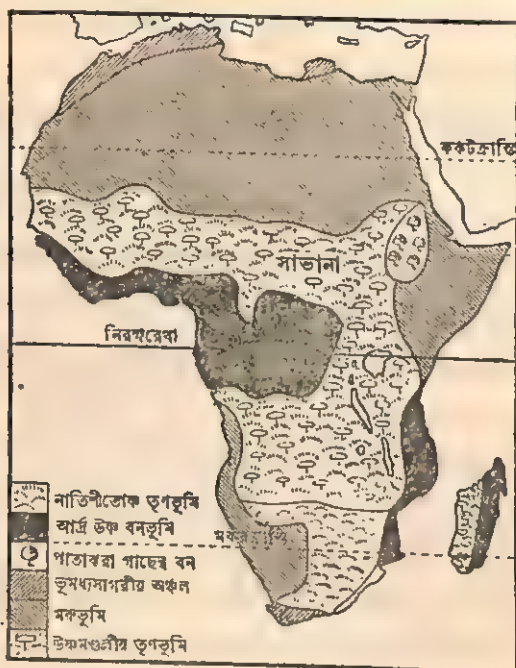 কর্কটক্রান্তি
সাভানা
নিরক্ষরেখা
নাতিশীতোষ্ণ তৃণভূমি
আর্দ্র উষ্ণ বনভূমি
পাতাঝরা গাছের বন
ভূমধ্যসাগরীয় অঞ্চল
মরুভূমি
উষ্ণমণ্ডলীয় তৃণভূমি